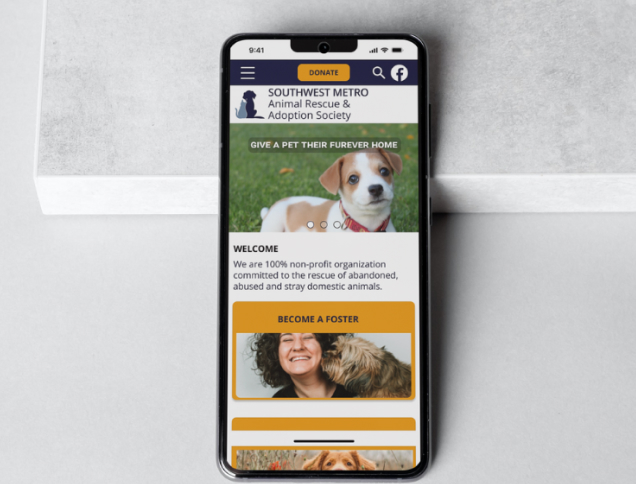 9:41
DONATE
SOUTHWEST METRO
Animal Rescue &
Adoption Society
GIVE A PET THEIR FUREVER HOME
WELCOME
We are 100% non-profit organization
committed to the rescue of abandoned,
abused and stray domestic animals.
BECOME A FOSTER